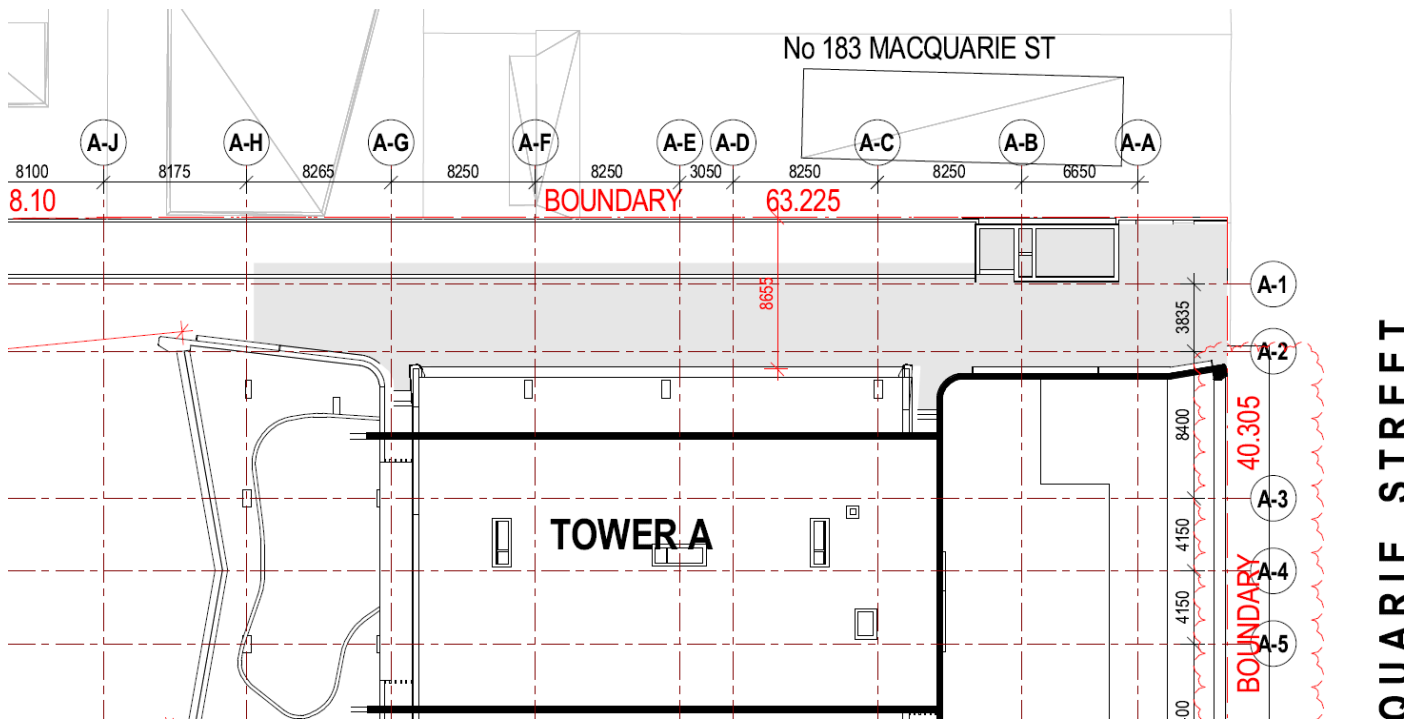 No 183 MACQUARIE ST
A-J A-H A-G A-F A-E A-D A-C A-B A-A
8100 8175 8265 8250 8250 3050 8250 8250 6650
8.10 BOUNDARY 63.225
A-1
8655
3835
A-2
8400
40.305
A-3
TOWER A
4150
A-4
BOUNDARY
4150
A-5
QUARIE STREET